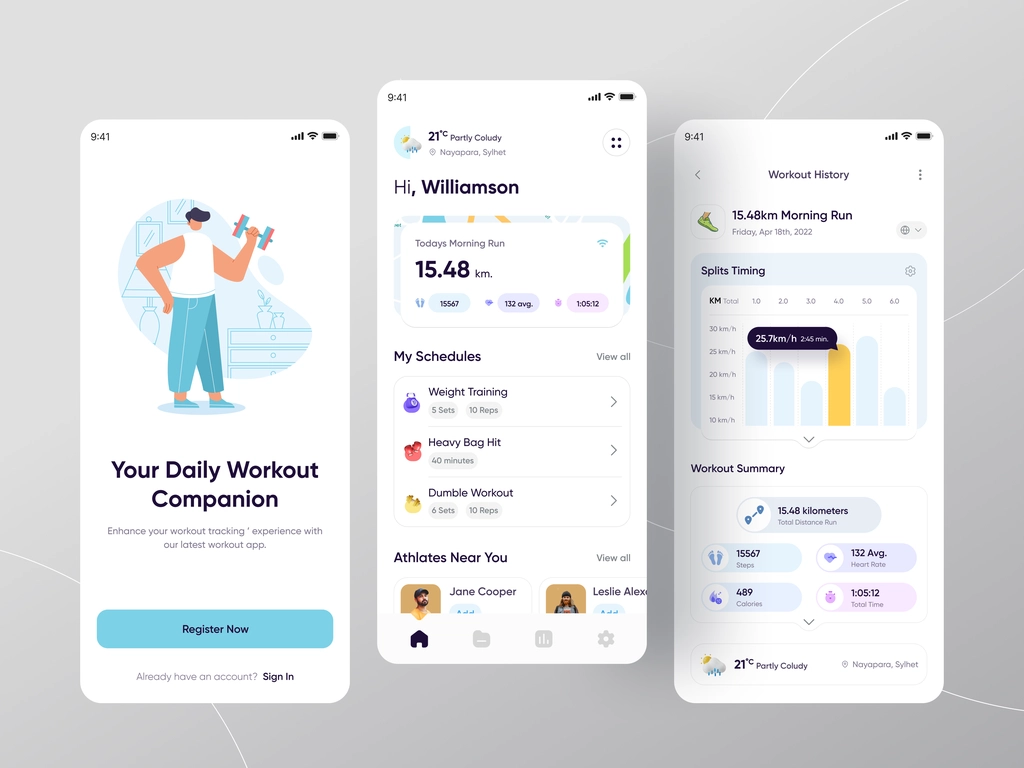 9:41
Your Daily Workout
Companion
Enhance your workout tracking ‘ experience with
our latest workout app.
Register Now
Already have an account? Sign In
9:41
21°C Partly Coludy
Nayapara, Sylhet
Hi, Williamson
Todays Morning Run
15.48 km.
15567
132 avg.
1:05:12
My Schedules
View all
Weight Training
5 Sets
10 Reps
Heavy Bag Hit
40 minutes
Dumble Workout
6 Sets
10 Reps
Athlates Near You
View all
Jane Cooper
Add
Leslie Alex
Add
9:41
Workout History
15.48km Morning Run
Friday, Apr 18th, 2022
Splits Timing
KM Total 1.0 2.0 3.0 4.0 5.0 6.0
30 km/h
25.7km/h 2:45 min.
25 km/h
20 km/h
15 km/h
10 km/h
Workout Summary
15.48 kilometers
Total Distance Run
15567
Steps
132 Avg.
Heart Rate
489
Calories
1:05:12
Total Time
21°C Partly Coludy
Nayapara, Sylhet